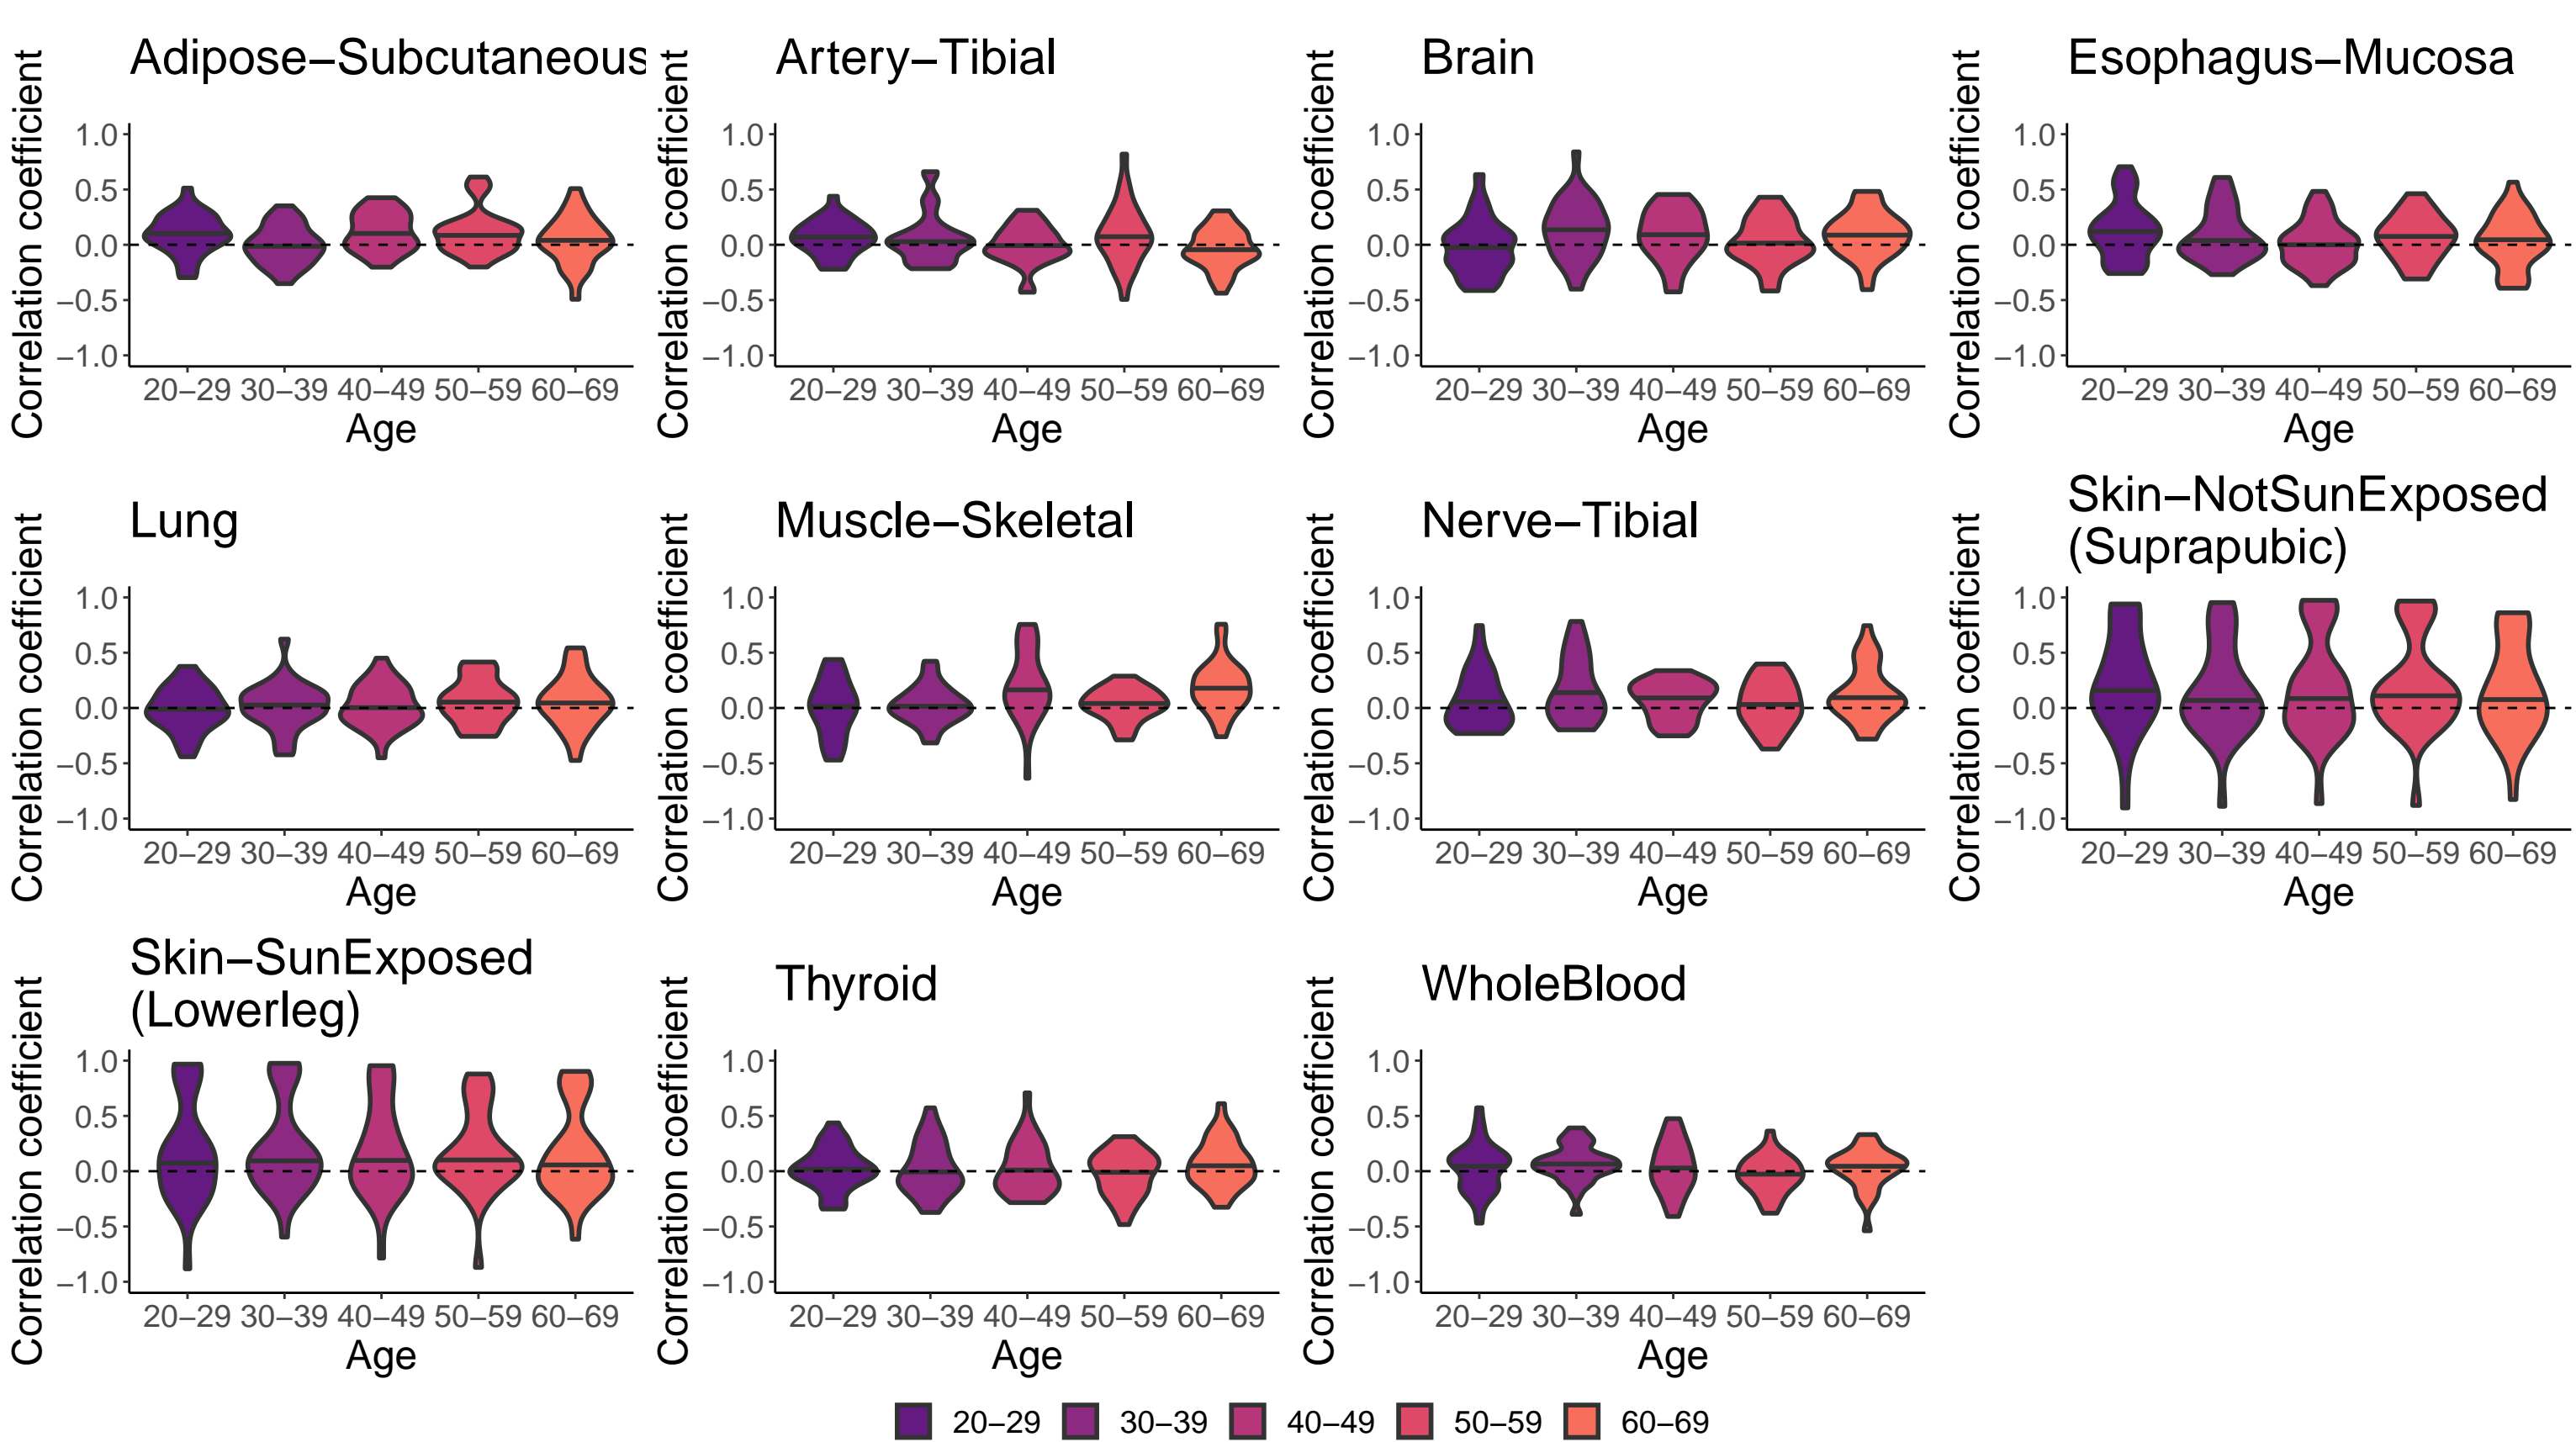 Adipose–Subcutaneous
Correlation coefficient
1.0
0.5
0.0
−0.5
−1.0
20–29 30–39 40–49 50–59 60–69
Age
Artery–Tibial
Correlation coefficient
1.0
0.5
0.0
−0.5
−1.0
20–29 30–39 40–49 50–59 60–69
Age
Brain
Correlation coefficient
1.0
0.5
0.0
−0.5
−1.0
20–29 30–39 40–49 50–59 60–69
Age
Esophagus–Mucosa
Correlation coefficient
1.0
0.5
0.0
−0.5
−1.0
20–29 30–39 40–49 50–59 60–69
Age
Lung
Correlation coefficient
1.0
0.5
0.0
−0.5
−1.0
20–29 30–39 40–49 50–59 60–69
Age
Muscle–Skeletal
Correlation coefficient
1.0
0.5
0.0
−0.5
−1.0
20–29 30–39 40–49 50–59 60–69
Age
Nerve–Tibial
Correlation coefficient
1.0
0.5
0.0
−0.5
−1.0
20–29 30–39 40–49 50–59 60–69
Age
Skin–NotSunExposed
(Suprapubic)
Correlation coefficient
1.0
0.5
0.0
−0.5
−1.0
20–29 30–39 40–49 50–59 60–69
Age
Skin–SunExposed
(Lowerleg)
Correlation coefficient
1.0
0.5
0.0
−0.5
−1.0
20–29 30–39 40–49 50–59 60–69
Age
Thyroid
Correlation coefficient
1.0
0.5
0.0
−0.5
−1.0
20–29 30–39 40–49 50–59 60–69
Age
WholeBlood
Correlation coefficient
1.0
0.5
0.0
−0.5
−1.0
20–29 30–39 40–49 50–59 60–69
Age
20–29 30–39 40–49 50–59 60–69